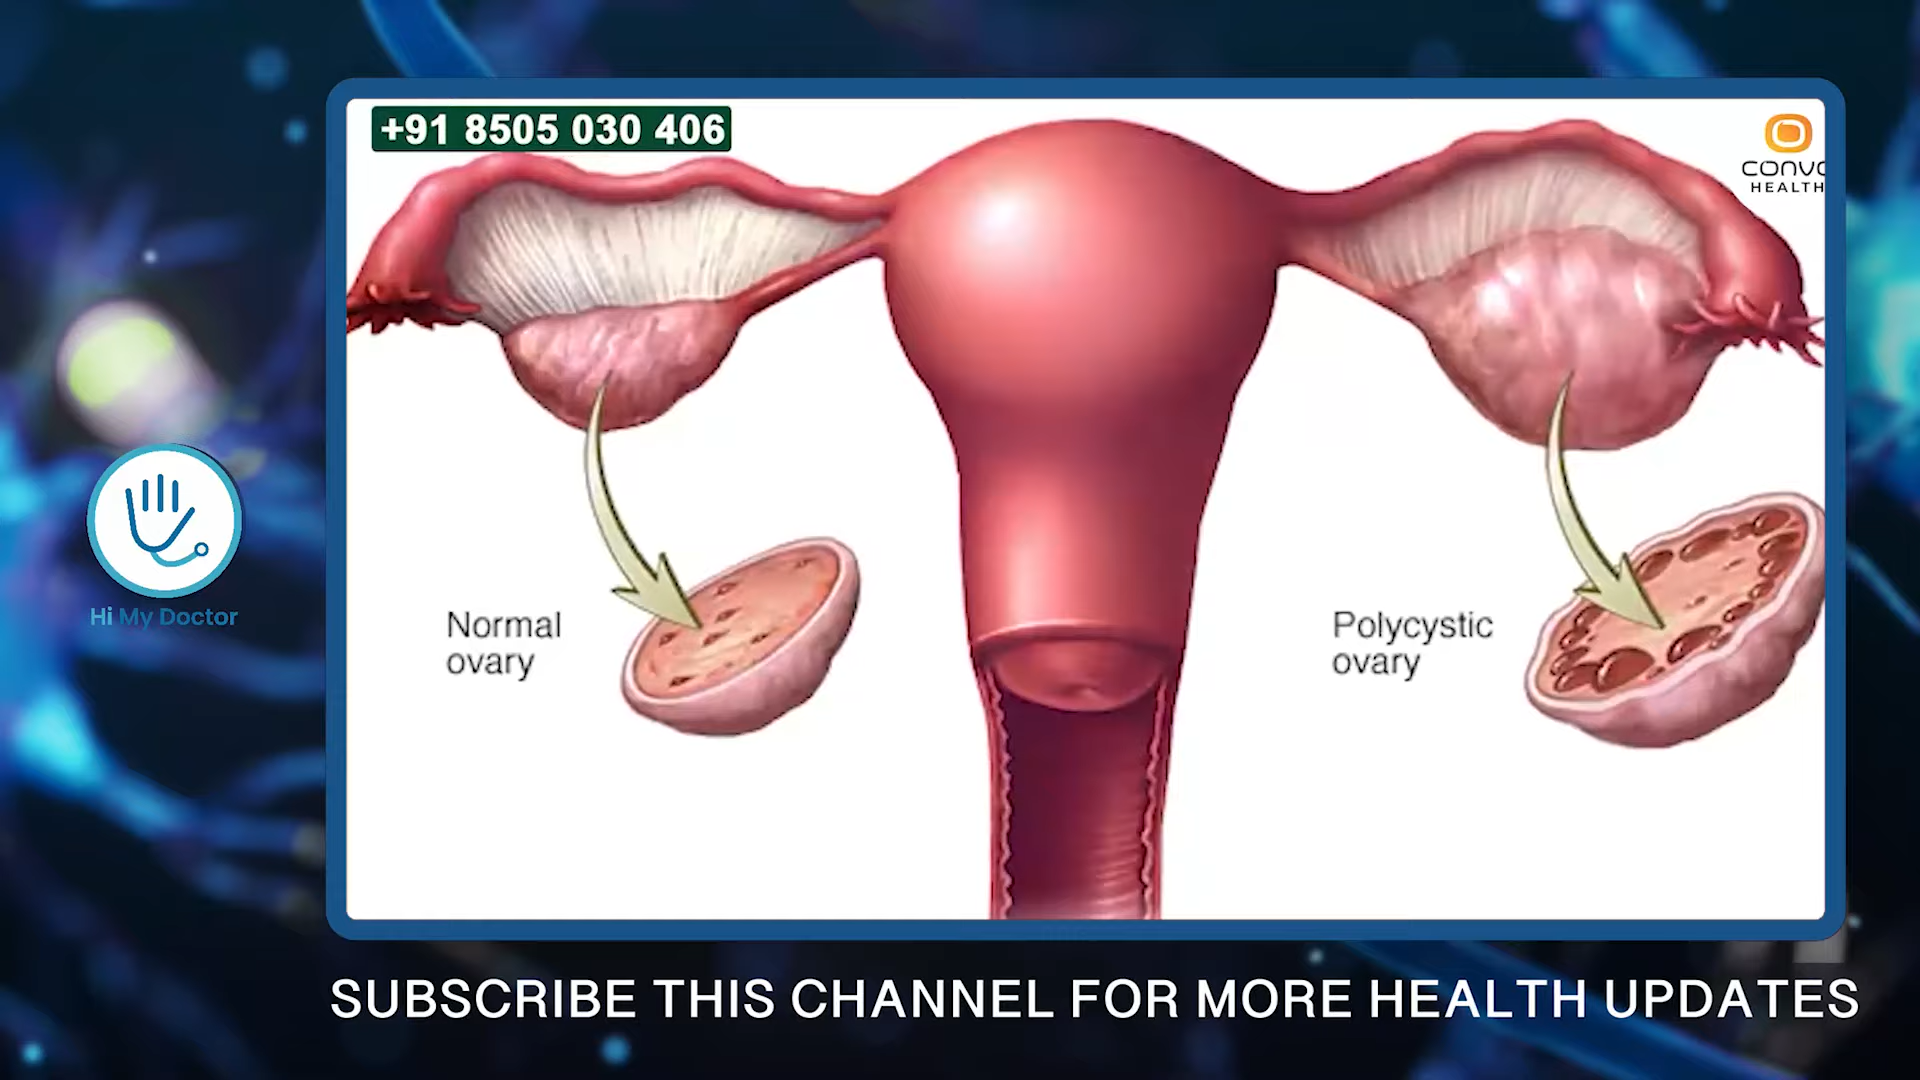 +91 8505 030 406
HEALTH
Normal
ovary
Polycystic
ovary
Hi My Doctor
SUBSCRIBE THIS CHANNEL FOR MORE HEALTH UPDATES